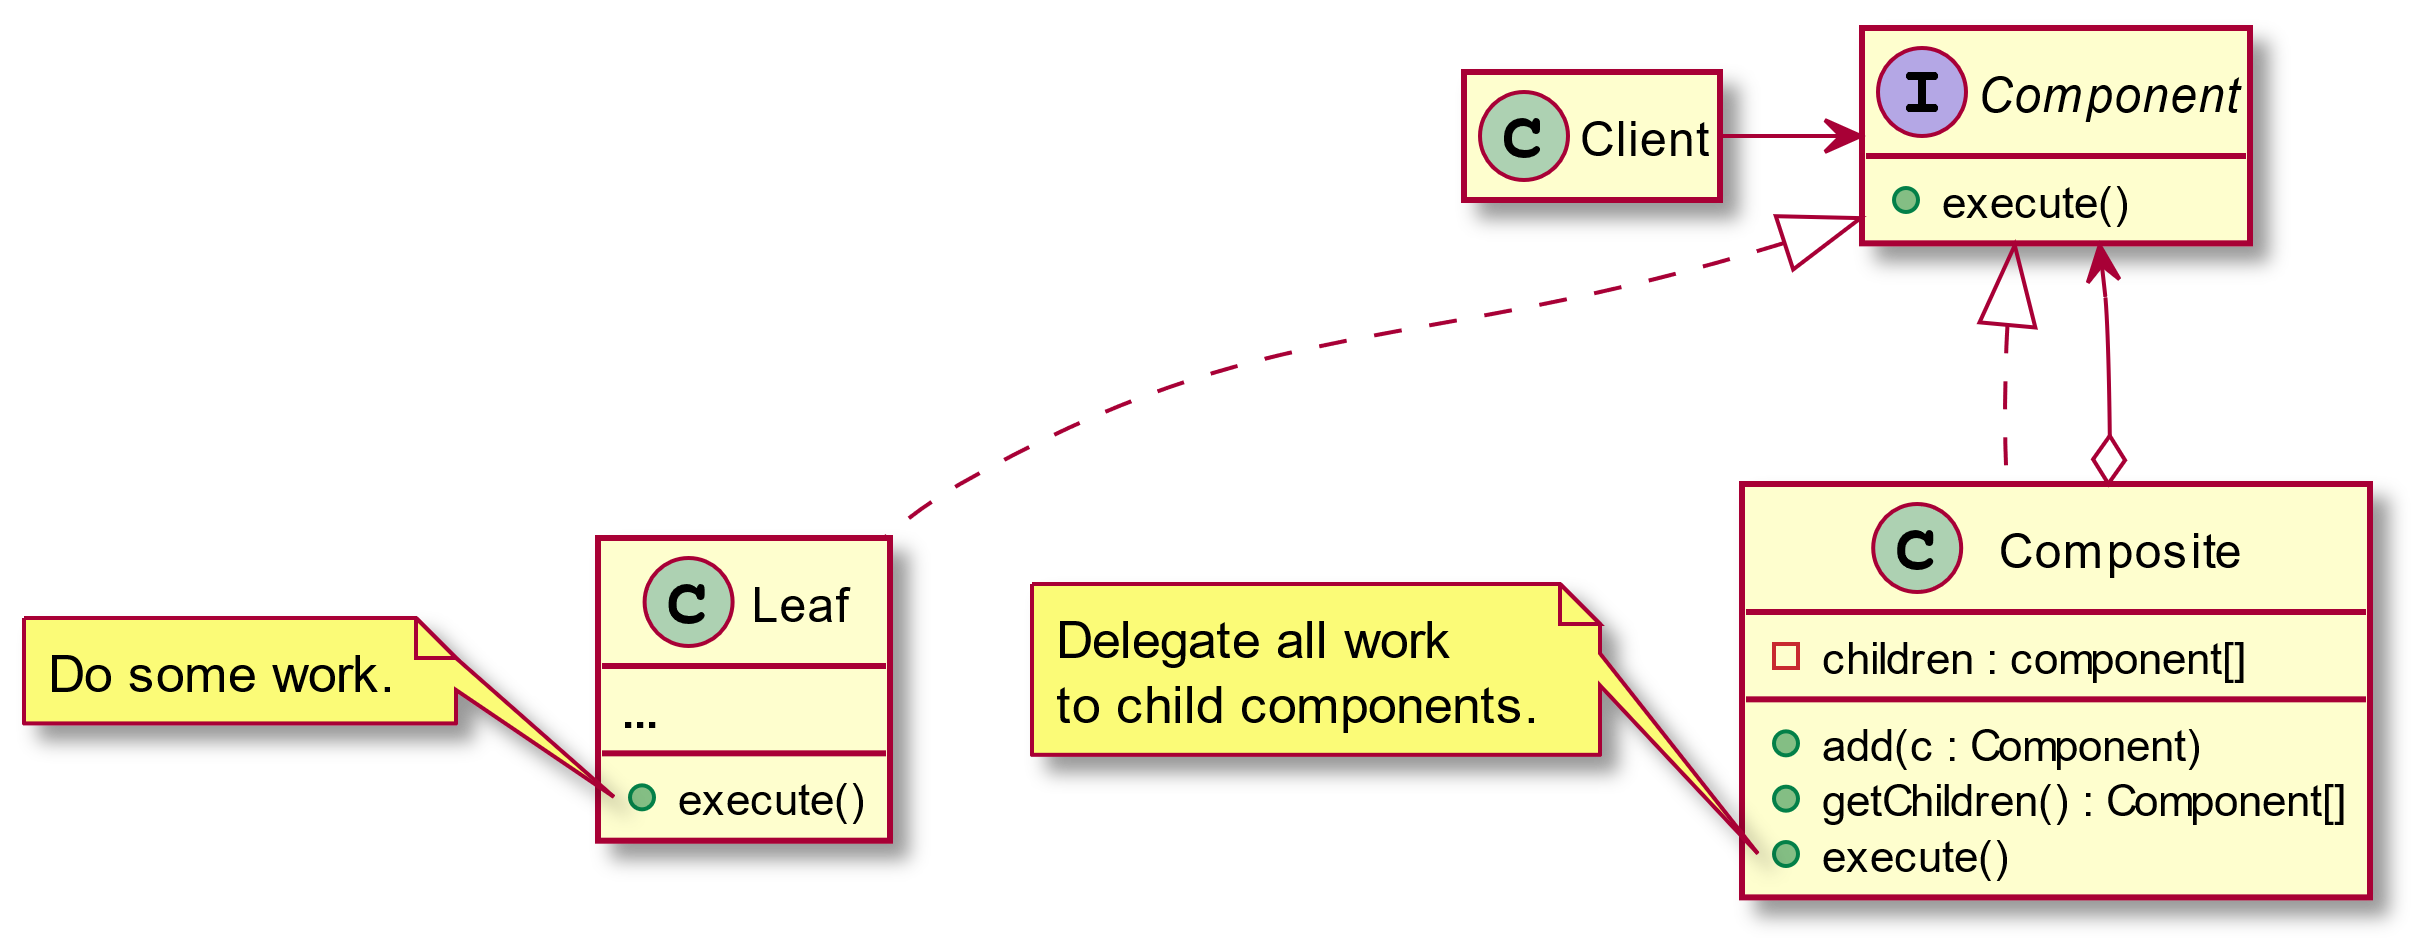 I Component
execute()
C Client
C Leaf
...
execute()
Do some work.
Delegate all work
to child components.
C Composite
children : component[]
add(c : Component)
getChildren() : Component[]
execute()